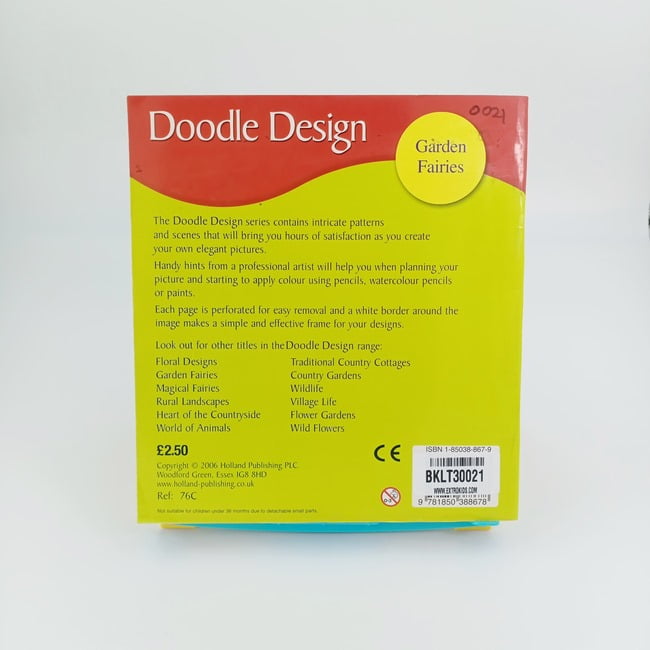 0021
Doodle Design
Garden
Fairies
The Doodle Design series contains intricate patterns
and scenes that will bring you hours of satisfaction as you create
your own elegant pictures.
Handy hints from a professional artist will help you when planning your
picture and starting to apply colour using pencils, watercolour pencils
or paints.
Each page is perforated for easy removal and a white border around the
image makes a simple and effective frame for your designs.
Look out for other titles in the Doodle Design range:
Floral Designs
Garden Fairies
Magical Fairies
Rural Landscapes
Heart of the Countryside
World of Animals
Traditional Country Cottages
Country Gardens
Wildlife
Village Life
Flower Gardens
Wild Flowers
£2.50
Copyright © 2006 Holland Publishing PLC.
Woodford Green, Essex IG8 8HD
www.holland-publishing.co.uk
Ref: 76C
Not suitable for children under 36 months due to detachable small parts.
CE
0-3
ISBN 1-85038-867-9
BKLT30021
WWW.EXTROKIDS.COM
9 781850 388678